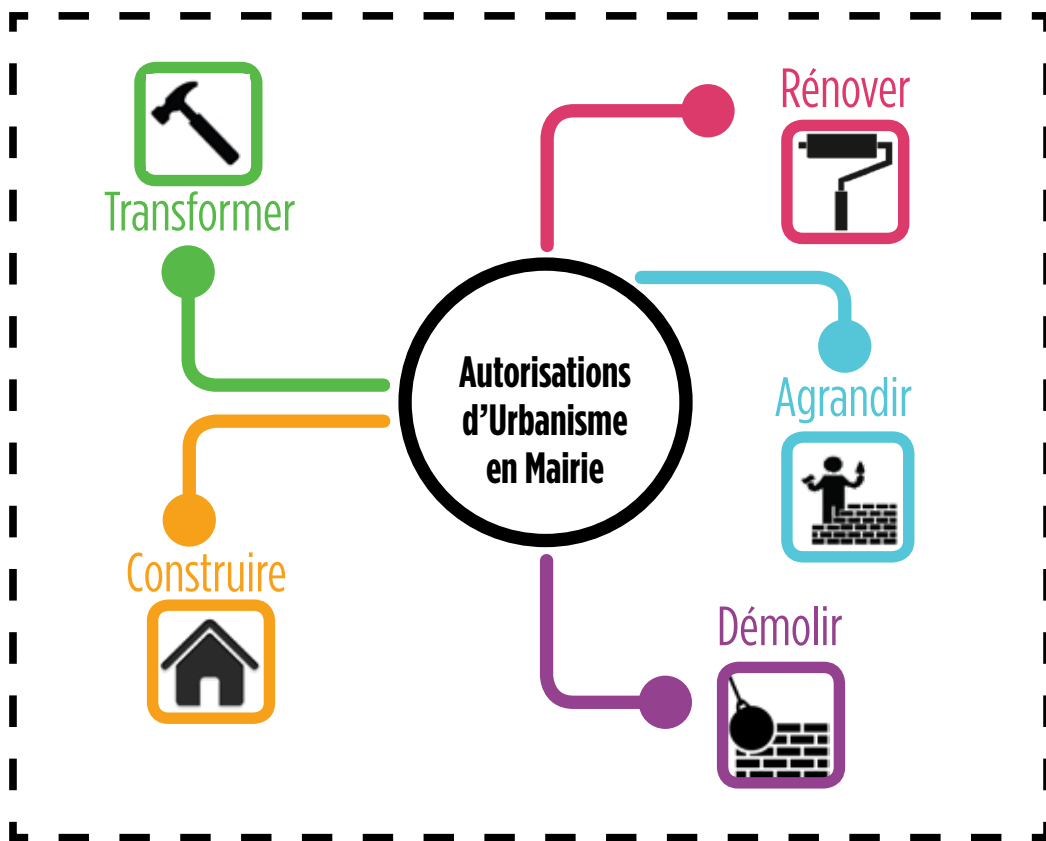 Transformer
Rénover
Autorisations
d’Urbanisme
en Mairie
Agrandir
Construire
Démolir